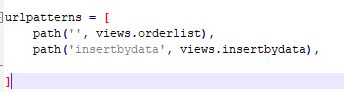 urlpatterns = [
path('', views.orderlist),
path('insertbydata', views.insertbydata),
]